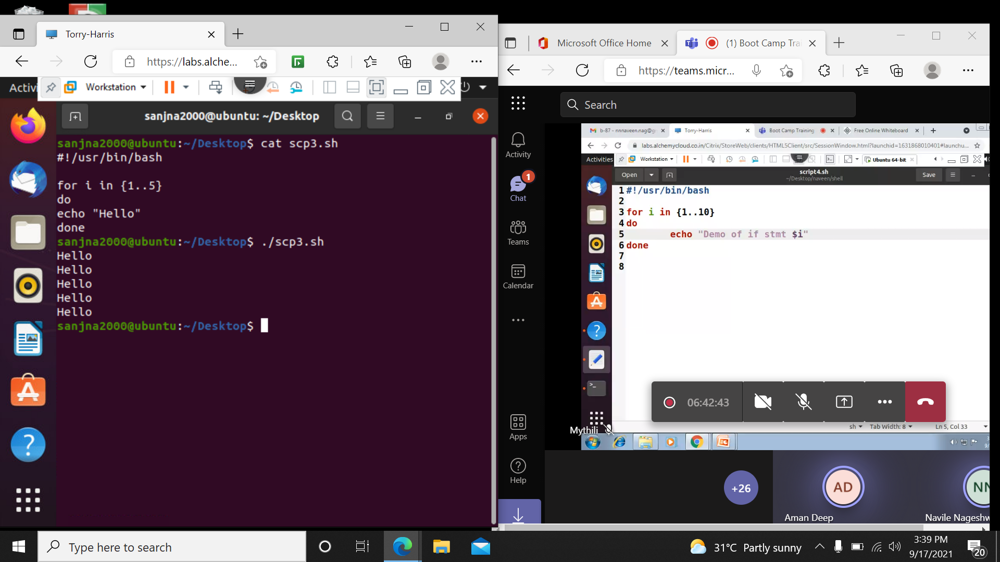 Torry-Harris
https://labs.alche...
Activi
Workstation
sanjna2000@ubuntu: ~/Desktop
sanjna2000@ubuntu:~/Desktop$ cat scp3.sh
#!/usr/bin/bash
for i in {1..5}
do
echo "Hello"
done
sanjna2000@ubuntu:~/Desktop$ ./scp3.sh
Hello
Hello
Hello
Hello
Hello
sanjna2000@ubuntu:~/Desktop$
Microsoft Office Home
(1) Boot Camp Trai
https://teams.micr...
Search
Activity
1
Chat
Teams
Calendar
Apps
Help
b-87 - nnnaveen.nag@g
Torry-Harris
Boot Camp Training
Free Online Whiteboard
labs.alchemycloud.co.in/Citrix/StoreWeb/clients/HTML5Client/src/SessionWindow.html?launchid=1631868010401#launchu...
Activities
Workstation
Ubuntu 64-bit
Open
script4.sh
~/Desktop/naveen/shell
Save
1 #!/usr/bin/bash
2
3 for i in {1..10}
4 do
5 echo "Demo of if stmt $i"
6 done
7
8
06:42:43
Mythili
sh
Tab Width: 8
Ln 5, Col 33
+26
AD
Aman Deep
NN
Navile Nageshw
Type here to search
31°C Partly sunny
3:39 PM
9/17/2021
20